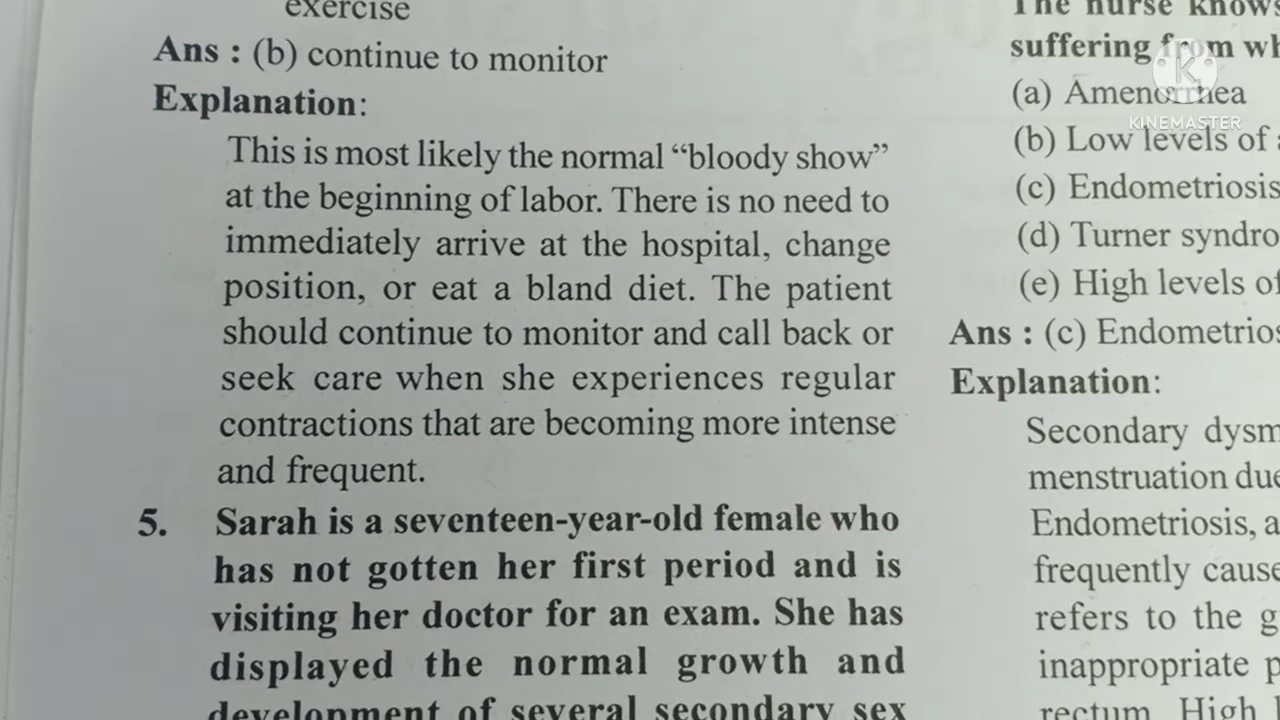 exercise
Ans : (b) continue to monitor
Explanation:
This is most likely the normal “bloody show”
at the beginning of labor. There is no need to
immediately arrive at the hospital, change
position, or eat a bland diet. The patient
should continue to monitor and call back or
seek care when she experiences regular
contractions that are becoming more intense
and frequent.
5. Sarah is a seventeen-year-old female who
has not gotten her first period and is
visiting her doctor for an exam. She has
displayed the normal growth and
development of several secondary sex
The nurse knows
suffering from
(a) Amenorrhea
(b) Low levels of
(c) Endometriosis
(d) Turner
(e) High levels
Ans : (c)
Explanation:
Secondary
menstruation
Endometriosis,
frequently
refers to the
inappropriate
rectum. High
KINEMASTER